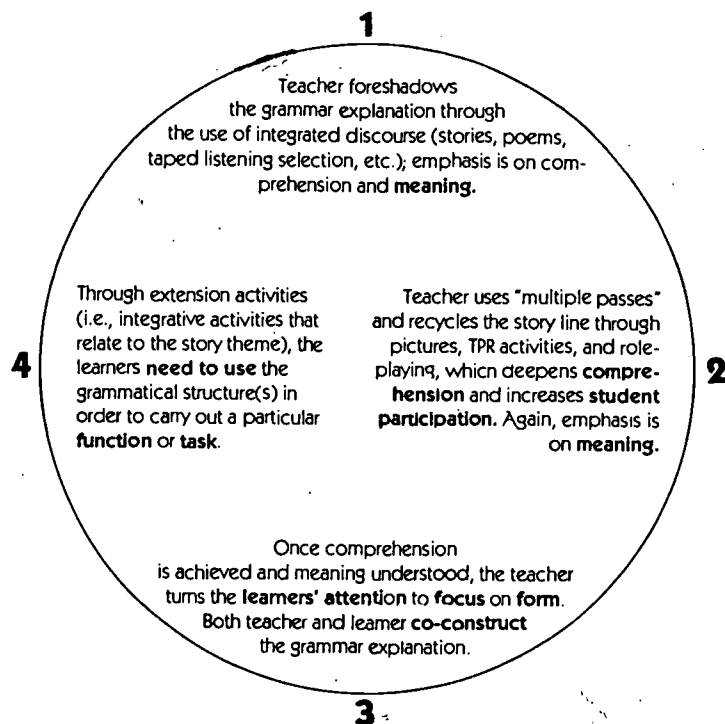 1
Teacher foreshadows
the grammar explanation through
the use of integrated discourse (stories, poems,
taped listening selection, etc.); emphasis is on com-
prehension and meaning.
2
Teacher uses "multiple passes"
and recycles the story line through
pictures, TPR activities, and role-
playing, which deepens compre-
hension and increases student
participation. Again, emphasis is
on meaning.
3
Once comprehension
is achieved and meaning understood, the teacher
turns the learners' attention to focus on form.
Both teacher and learner co-construct
the grammar explanation.
4
Through extension activities
(i.e., integrative activities that
relate to the story theme), the
learners need to use the
grammatical structure(s) in
order to carry out a particular
function or task.